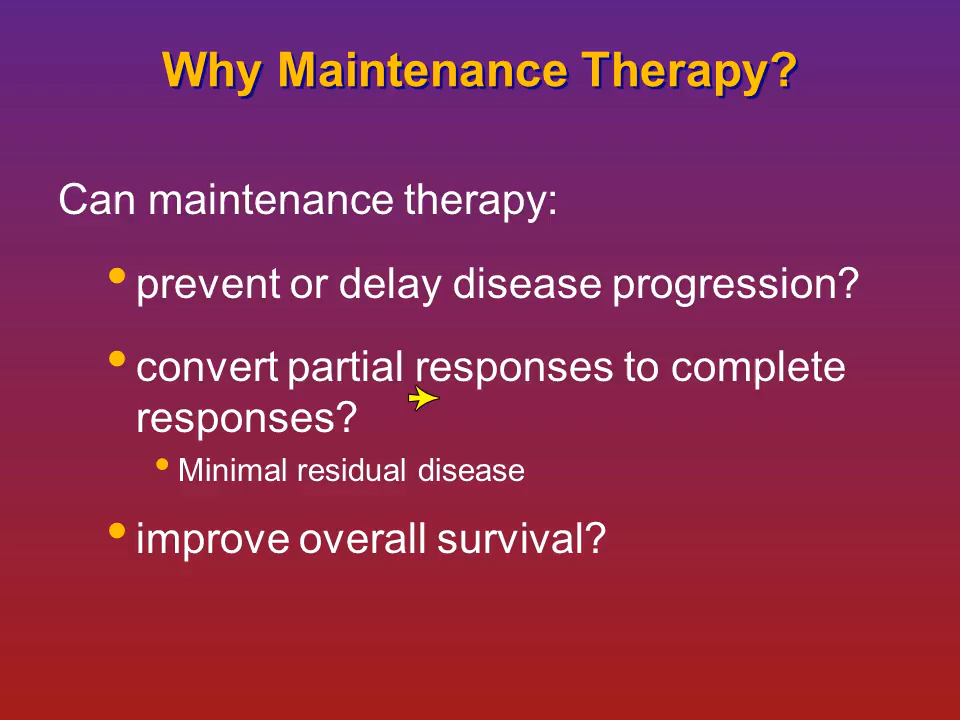 Why Maintenance Therapy?
Can maintenance therapy:
• prevent or delay disease progression?
• convert partial responses to complete
responses?
• Minimal residual disease
• improve overall survival?